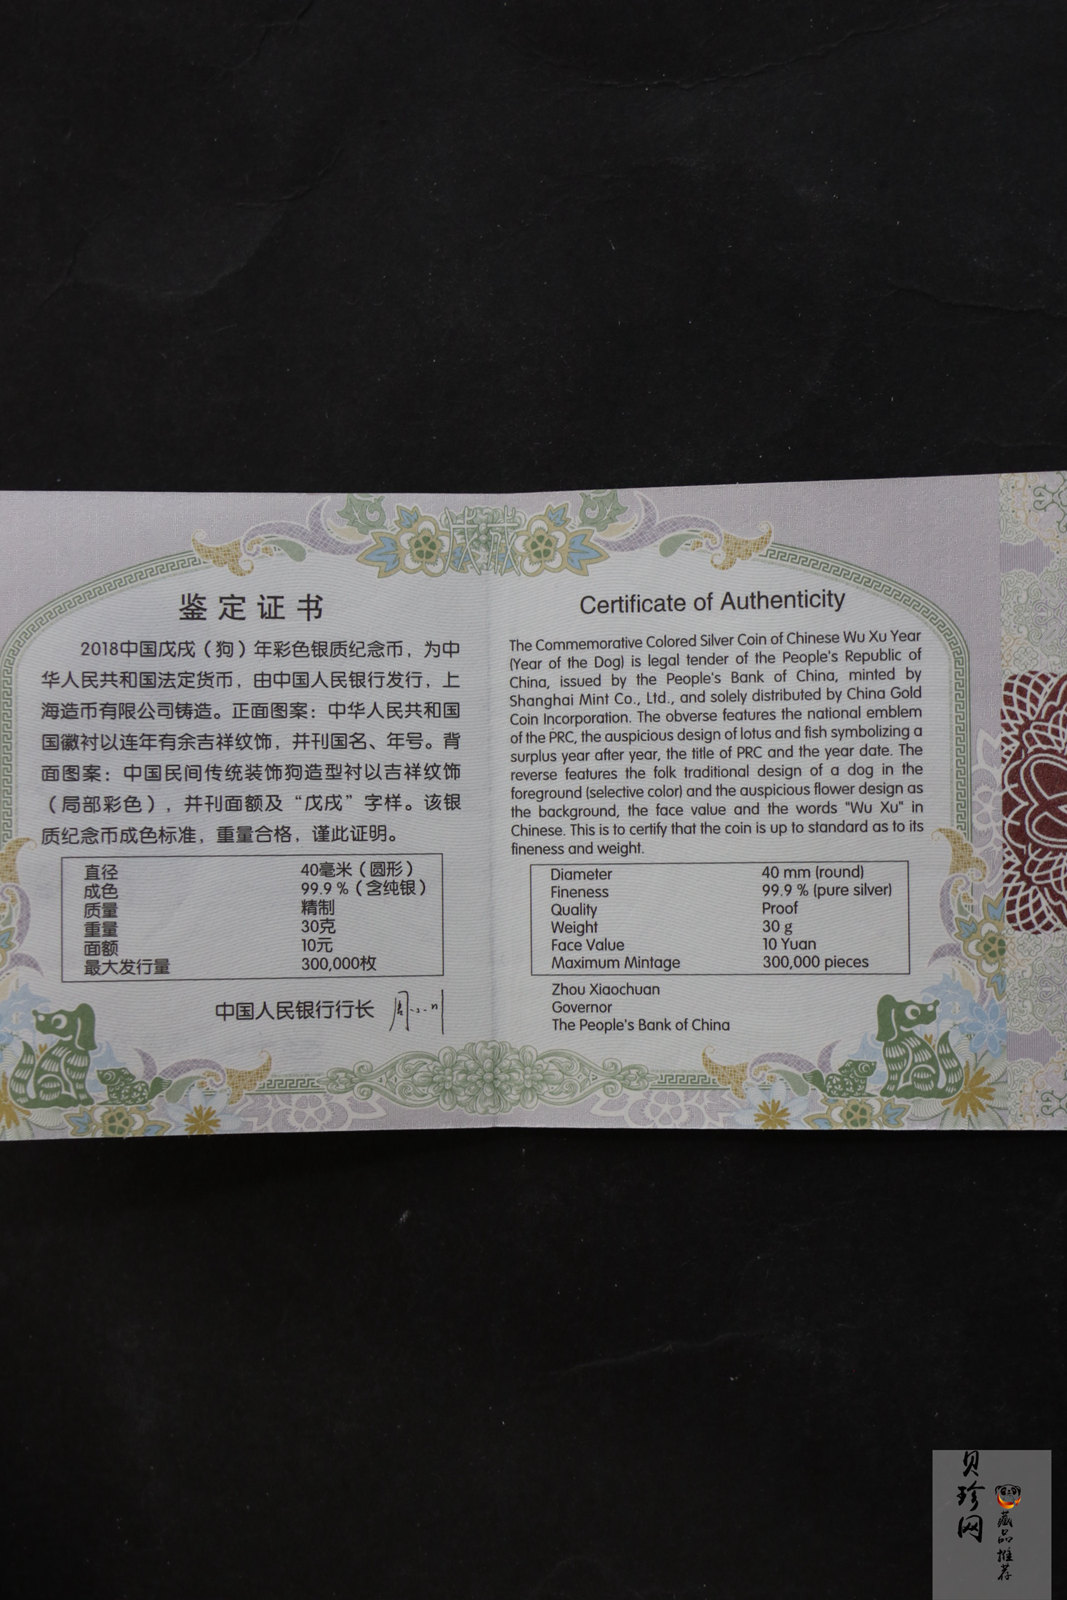 鉴定证书
2018中国戊戌（狗）年彩色银质纪念币，为中
华人民共和国法定货币，由中国人民银行发行，上
海造币有限公司铸造。正面图案：中华人民共和国
国徽衬以连年有余吉祥纹饰，并刊国名、年号。背
面图案：中国民间传统装饰狗造型衬以吉祥纹饰
（局部彩色），并刊面额及“戊戌”字样。该银
质纪念币成色标准，重量合格，谨此证明。
直径 40毫米（圆形）
成色 99.9％（含纯银）
质量 精制
重量 30克
面额 10元
最大发行量 300,000枚
中国人民银行行长
Certificate of Authenticity
The Commemorative Colored Silver Coin of Chinese Wu Xu Year
(Year of the Dog) is legal tender of the People's Republic of
China, issued by the People's Bank of China, minted by
Shanghai Mint Co., Ltd., and solely distributed by China Gold
Coin Incorporation. The obverse features the national emblem
of the PRC, the auspicious design of lotus and fish symbolizing a
surplus year after year, the title of PRC and the year date. The
reverse features the folk traditional design of a dog in the
foreground (selective color) and the auspicious flower design as
the background, the face value and the words "Wu Xu" in
Chinese. This is to certify that the coin is up to standard as to its
fineness and weight.
Diameter 40 mm (round)
Fineness 99.9 % (pure silver)
Quality Proof
Weight 30 g
Face Value 10 Yuan
Maximum Mintage 300,000 pieces
Zhou Xiaochuan
Governor
The People's Bank of China
贝珍网
藏品推荐